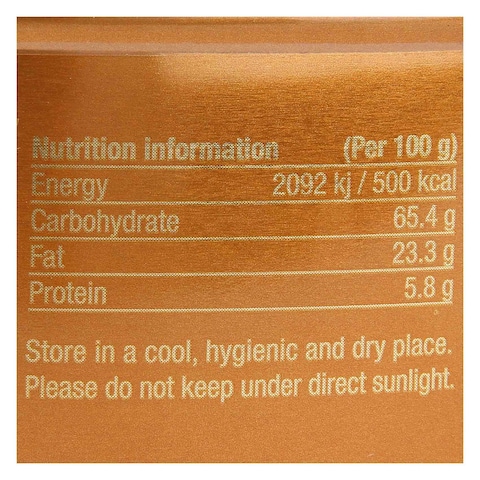 Nutrition information (Per 100 g)
Energy 2092 kj / 500 kcal
Carbohydrate 65.4 g
Fat 23.3 g
Protein 5.8 g
Store in a cool, hygienic and dry place.
Please do not keep under direct sunlight.